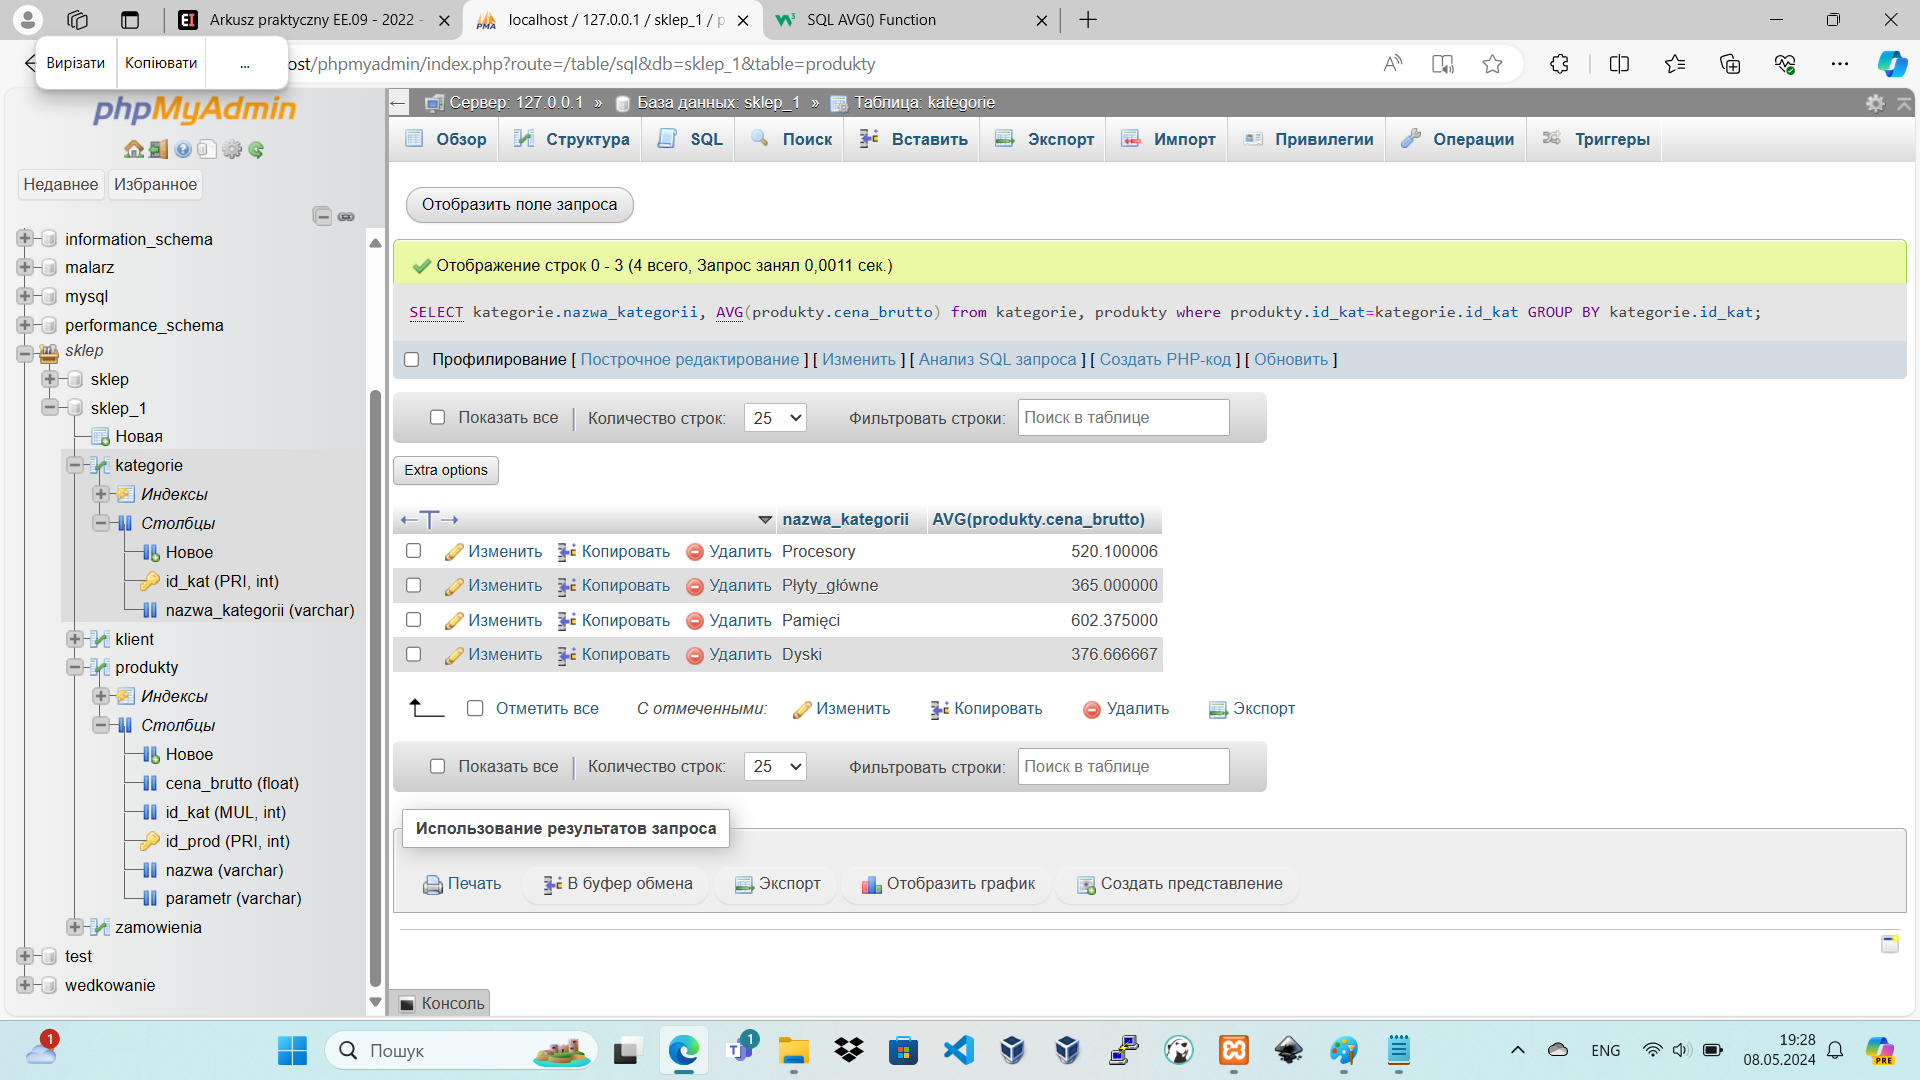 Arkusz praktyczny EE.09 - 2022 -
localhost / 127.0.0.1 / sklep_1 / p
SQL AVG() Function
Вирізати
Копіювати
...
ost/phpmyadmin/index.php?route=/table/sql&db=sklep_1&table=produkty
phpMyAdmin
Недавнее
Избранное
information_schema
malarz
mysql
performance_schema
sklep
sklep
sklep_1
Новая
kategorie
Индексы
Столбцы
Новое
id_kat (PRI, int)
nazwa_kategorii (varchar)
klient
produkty
Индексы
Столбцы
Новое
cena_brutto (float)
id_kat (MUL, int)
id_prod (PRI, int)
nazwa (varchar)
parametr (varchar)
zamowienia
test
wedkowanie
Сервер: 127.0.0.1 » База данных: sklep_1 » Таблица: kategorie
Обзор Структура SQL Поиск Вставить Экспорт Импорт Привилегии Операции Триггеры
Отобразить поле запроса
Отображение строк 0 - 3 (4 всего, Запрос занял 0,0011 сек.)
SELECT kategorie.nazwa_kategorii, AVG(produkty.cena_brutto) from kategorie, produkty where produkty.id_kat=kategorie.id_kat GROUP BY kategorie.id_kat;
Профилирование [ Построчное редактирование ] [ Изменить ] [ Анализ SQL запроса ] [ Создать PHP-код ] [ Обновить ]
Показать все Количество строк: 25 Фильтровать строки: Поиск в таблице
Extra options
nazwa_kategorii AVG(produkty.cena_brutto)
Изменить Копировать Удалить Procesory 520.100006
Изменить Копировать Удалить Płyty_główne 365.000000
Изменить Копировать Удалить Pamięci 602.375000
Изменить Копировать Удалить Dyski 376.666667
Отметить все С отмеченными: Изменить Копировать Удалить Экспорт
Показать все Количество строк: 25 Фильтровать строки: Поиск в таблице
Использование результатов запроса
Печать В буфер обмена Экспорт Отобразить график Создать представление
Консоль
1
Пошук
1
ENG
19:28
08.05.2024
PRE